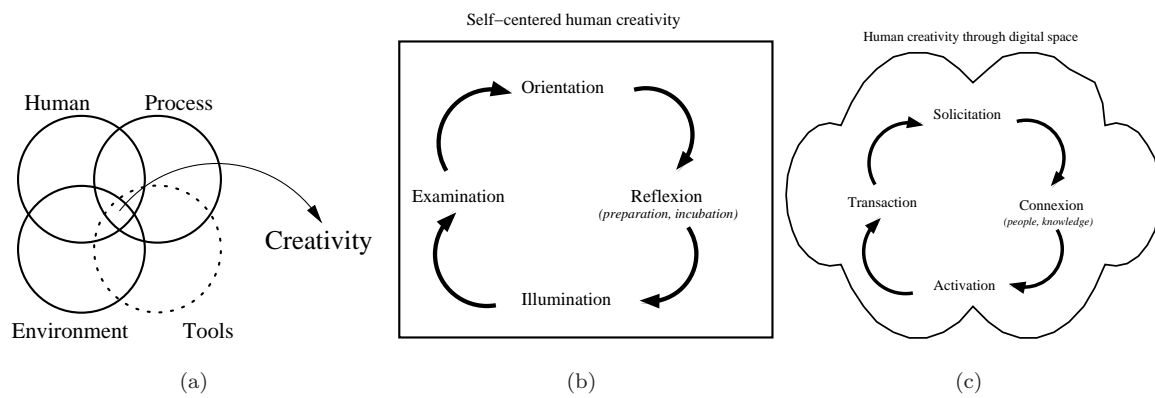 Human Process
Creativity
Environment Tools
(a)
Self-centered human creativity
Orientation
Examination Reflexion
(preparation, incubation)
Illumination
(b)
Human creativity through digital space
Solicitation
Transaction Connexion
(people, knowledge)
Activation
(c)